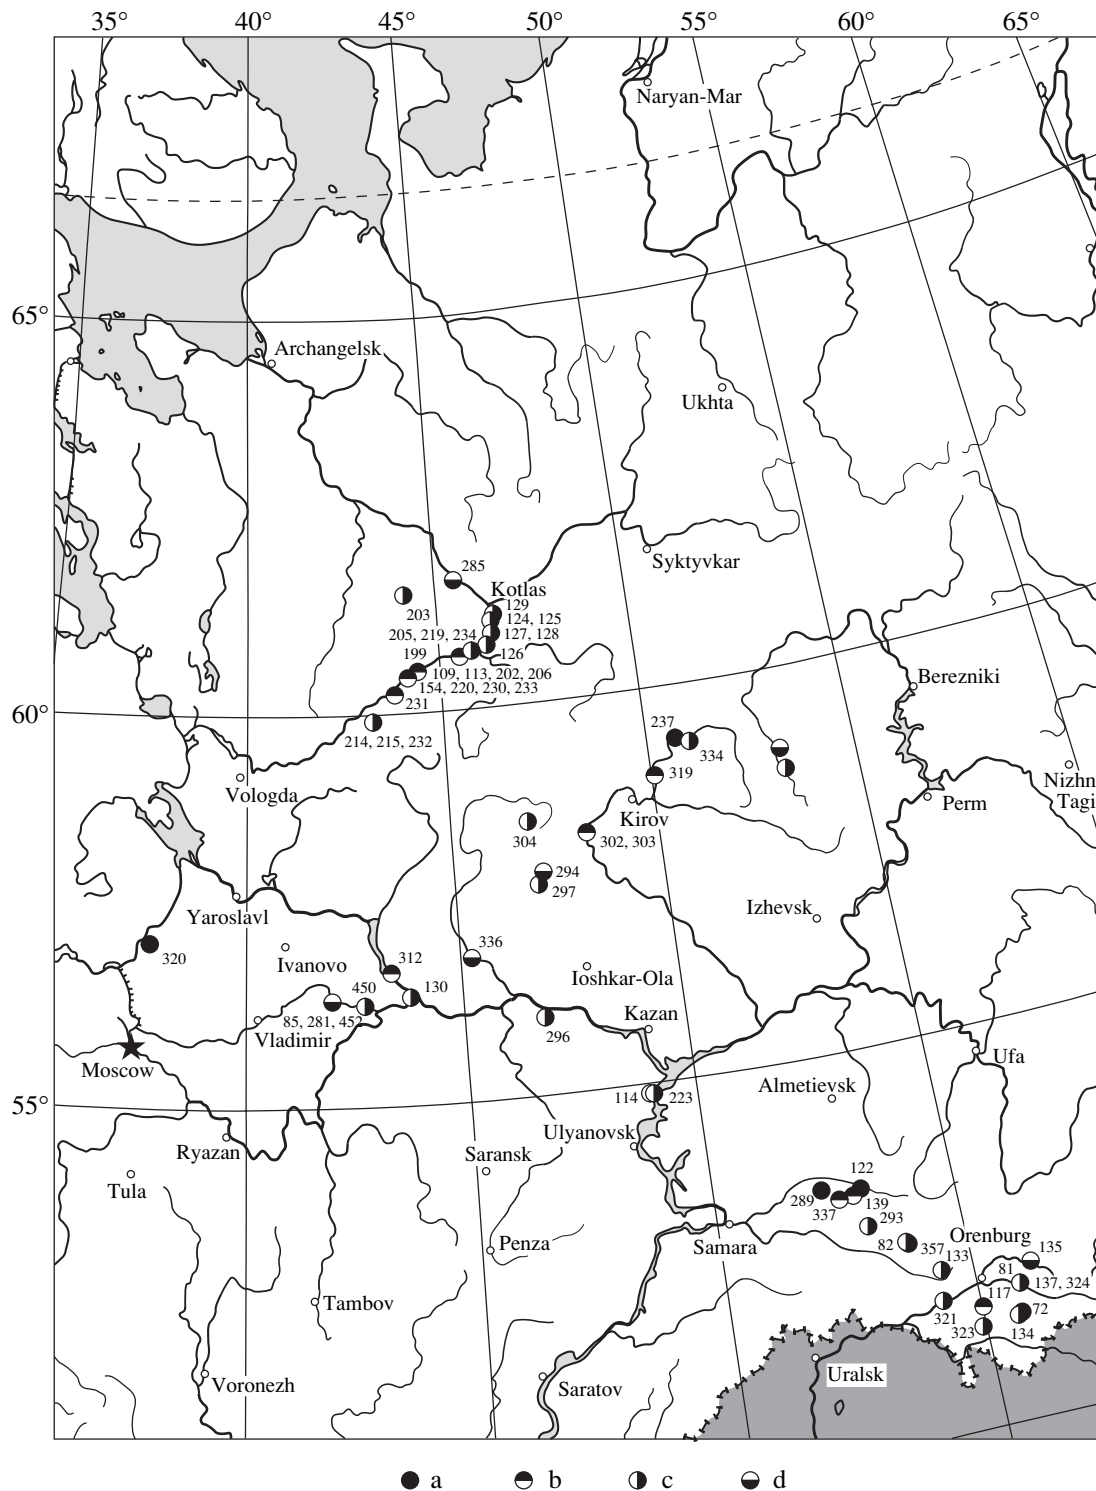 35° 40° 45° 50° 55° 60° 65°
Naryan-Mar
65°
Archangelsk
Ukhta
Syktyvkar
285
Kotlas
203
129
124, 125
205, 219, 234
127, 128
199
126
109, 113, 202, 206
154, 220, 230, 233
231
Berezniki
60°
237
214, 215, 232
334
319
Nizhn
Tagi
Vologda
Perm
Kirov
304
302, 303
294
297
Izhevsk
Yaroslavl
320
336
Ivanovo
312
Ioshkar-Ola
450
130
85, 281, 452
Kazan
Vladimir
296
Ufa
Moscow
Almetievsk
55°
114
223
Ulyanovsk
Ryazan
Saransk
122
Tula
289
139
337
293
Orenburg
Samara
82
357
135
Penza
133
81
137, 324
117
Tambov
321
72
323
134
Uralsk
Voronezh
Saratov
a b c d